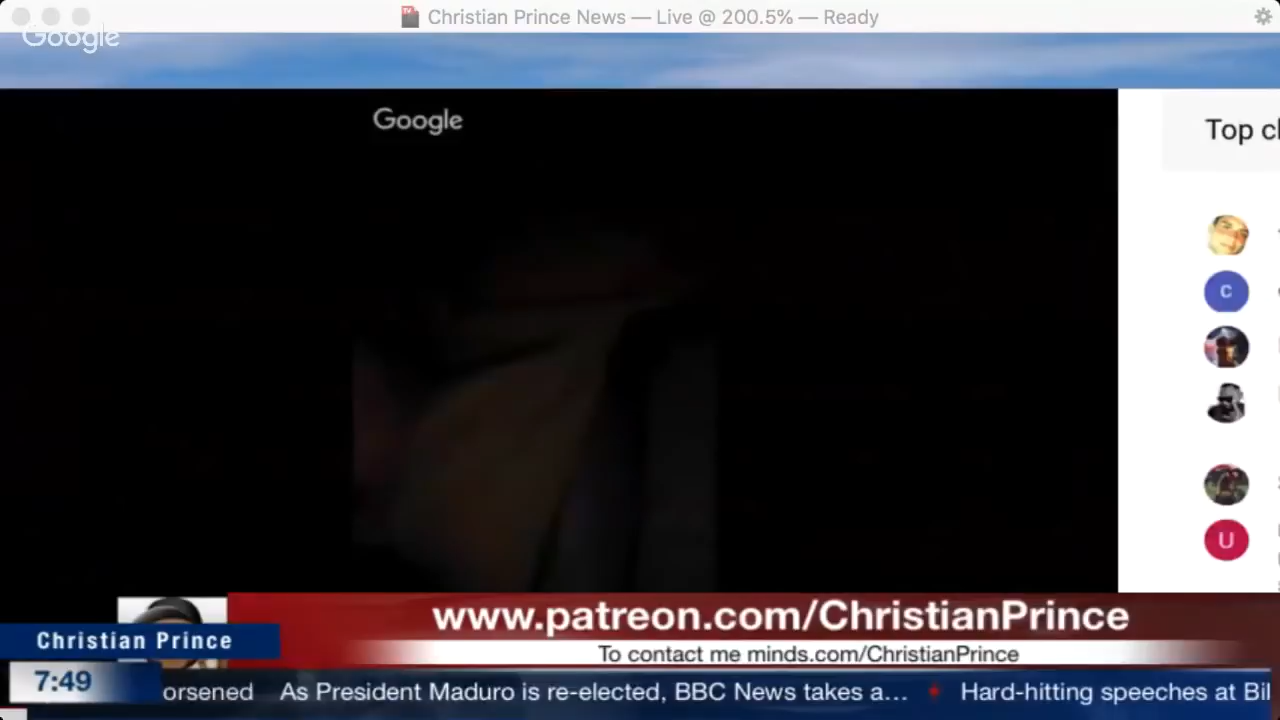 Christian Prince News — Live @ 200.5% — Ready
Google
Google
Top
C
U
www.patreon.com/ChristianPrince
Christian Prince
To contact me minds.com/ChristianPrince
7:49
orsened As President Maduro is re-elected, BBC News takes a... Hard-hitting speeches at Bil